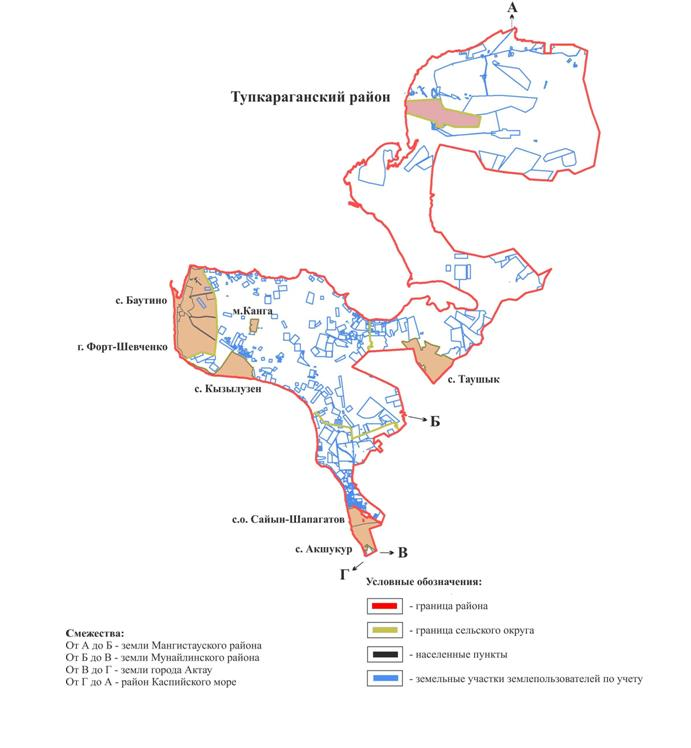 А
Тупкараганский район
с. Баутино
м.Канга
г. Форт-Шевченко
с. Кызылузен
с. Таушык
Б
с.о. Сайын-Шапагатов
с. Акшукур
В
Г
Условные обозначения:
- граница района
- граница сельского округа
- населенные пункты
- земельные участки землепользователей по учету
Смежества:
От А до Б - земли Мангистауского района
От Б до В - земли Мунайлинского района
От В до Г - земли города Актау
От Г до А - район Каспийского море